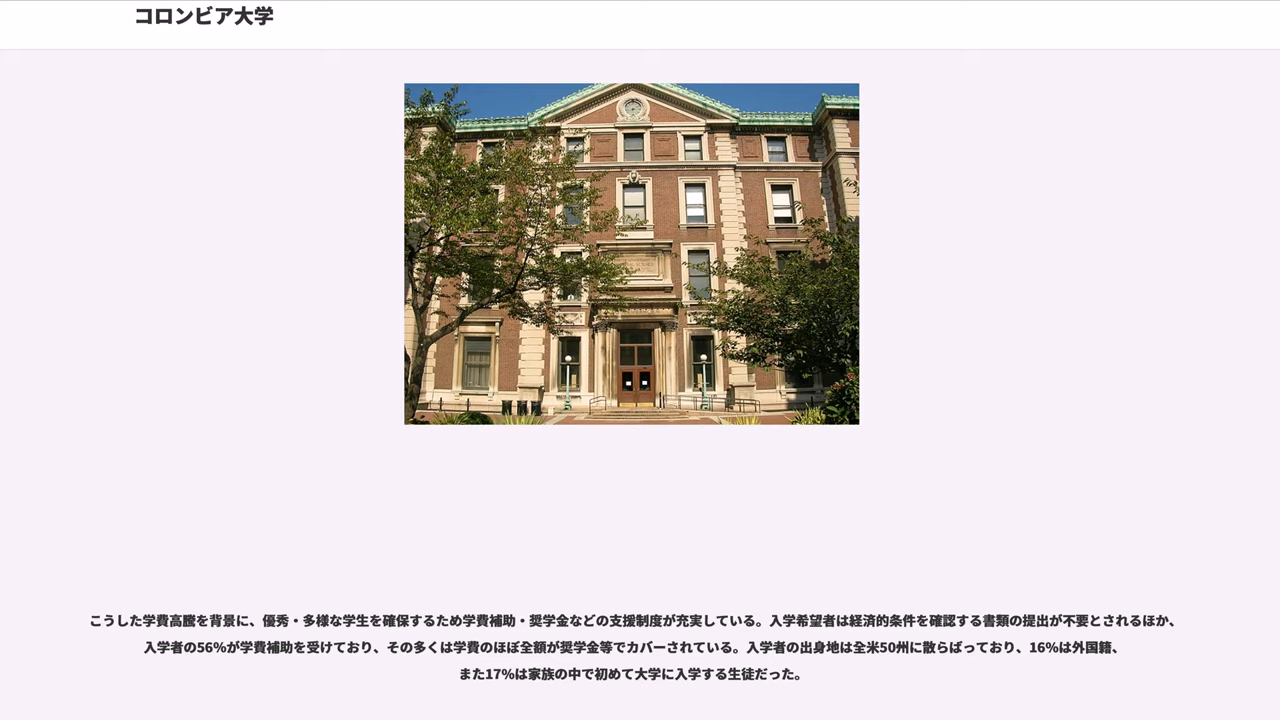 コロンビア大学
こうした学費高騰を背景に、優秀・多様な学生を確保するため学費補助・奨学金などの支援制度が充実している。入学希望者は経済的条件を確認する書類の提出が不要とされるほか、
入学者の56%が学費補助を受けており、その多くは学費のほぼ全額が奨学金等でカバーされている。入学者の出身地は全米50州に散らばっており、16%は外国籍、
また17%は家族の中で初めて大学に入学する生徒だった。